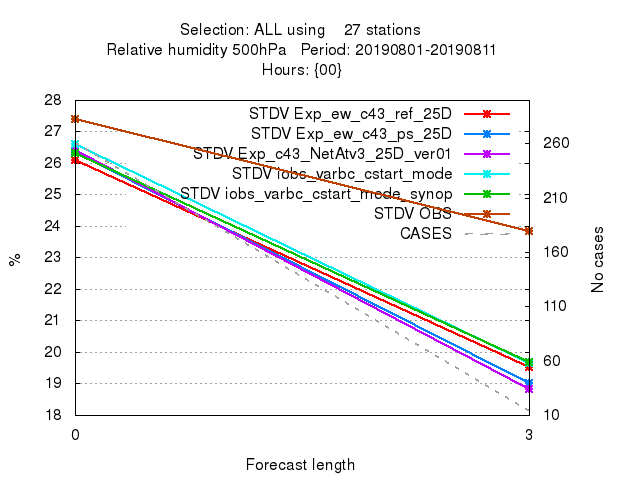 Selection: ALL using 27 stations
Relative humidity 500hPa Period: 20190801-20190811
Hours: {00}
28
27
26
25
24
23
22
21
20
19
18
%
STDV Exp_ew_c43_ref_25D
STDV Exp_ew_c43_ps_25D
STDV Exp_c43_NetAtv3_25D_ver01
STDV iobs_varbc_cstart_mode
STDV iobs_varbc_cstart_mode_synop
STDV OBS
CASES
260
210
160
110
60
10
No cases
0
3
Forecast length